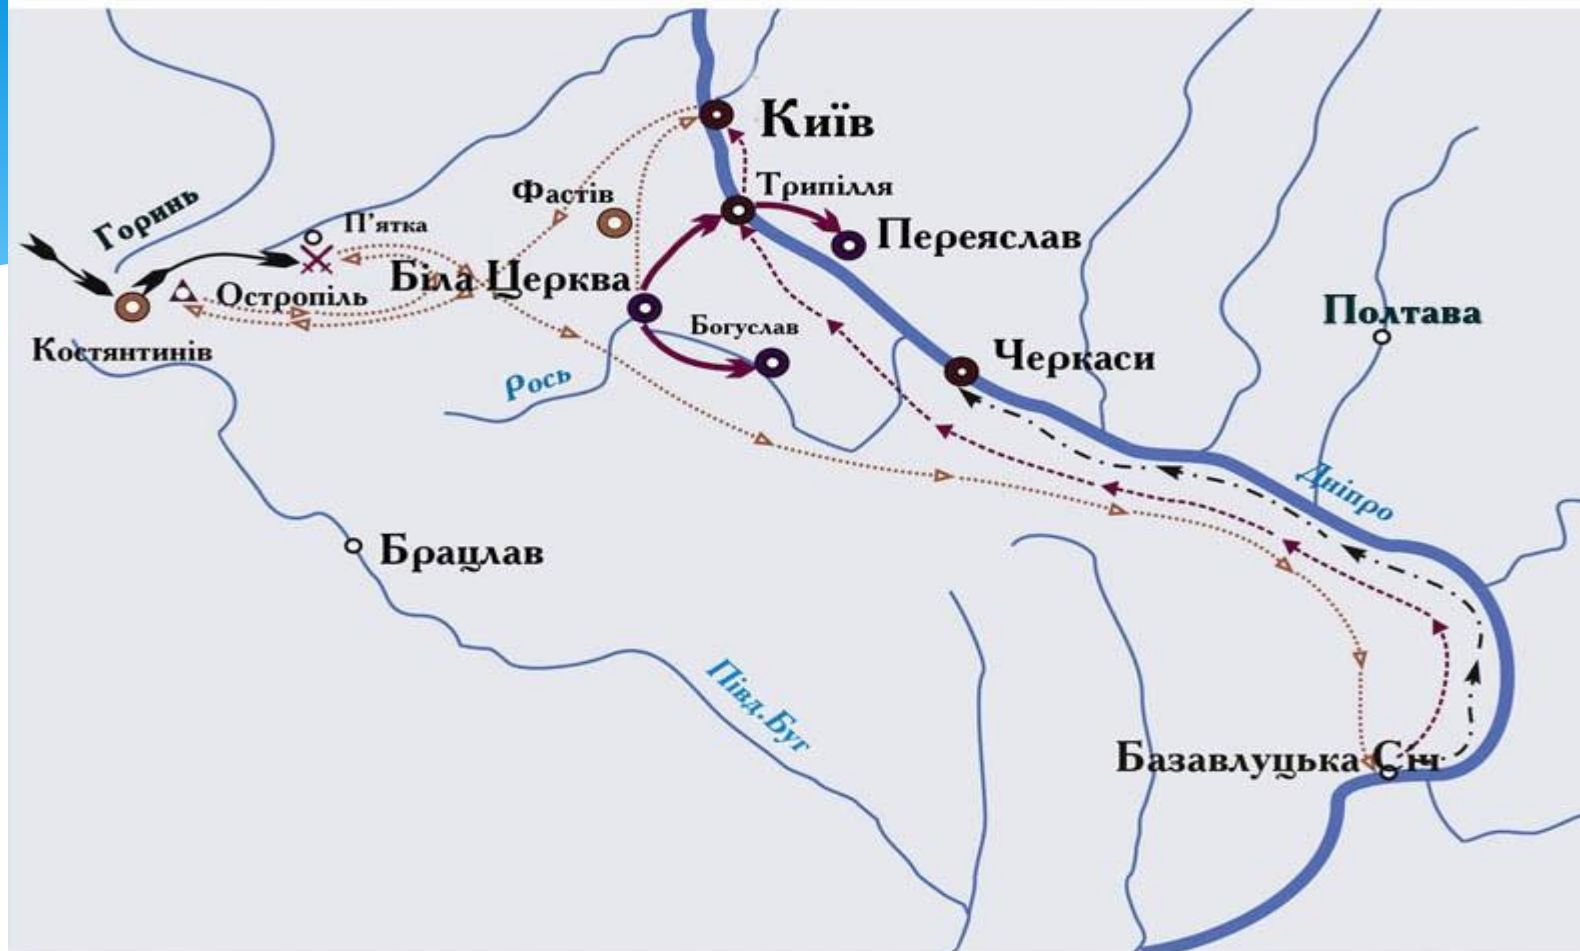 Київ
Трипілля
Фастів
Горинь
П’ятка
Переяслав
Біла Церква
Остропіль
Полтава
Богуслав
Костянтинів
Черкаси
Рось
Дніпро
Брацлав
Півд.Буг
Базавлуцька Січ